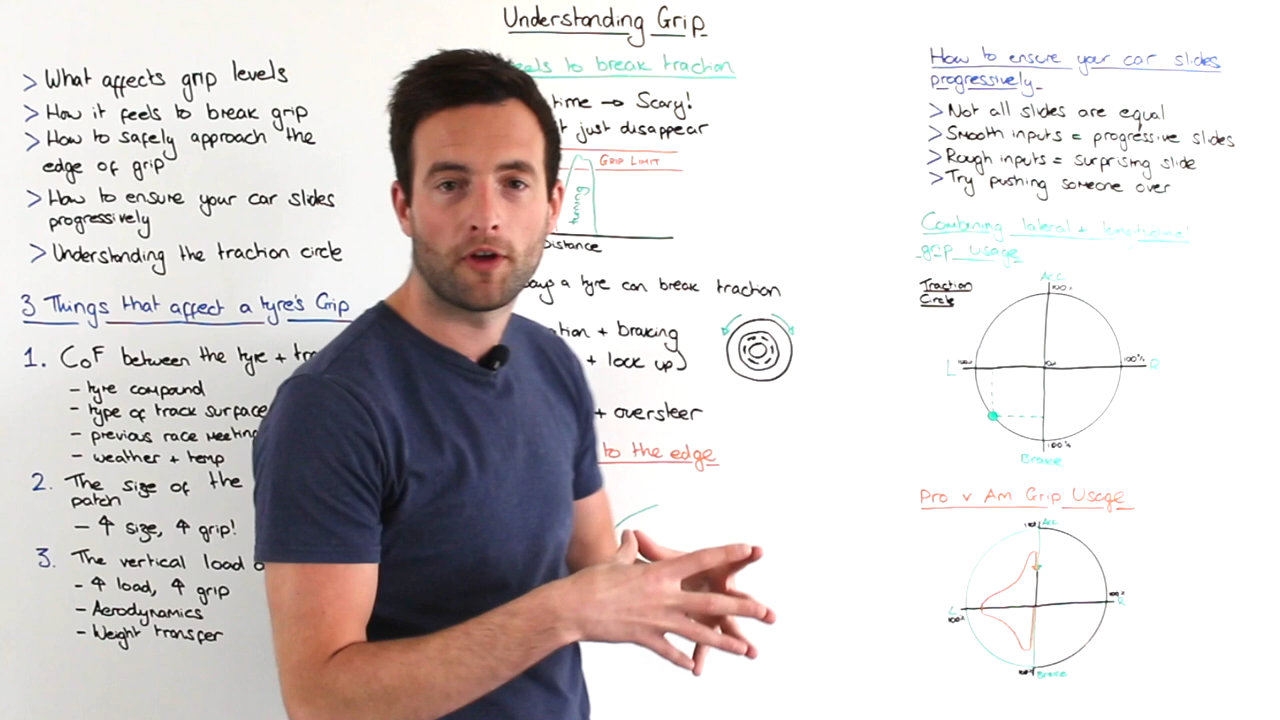 Understanding Grip
> What affects grip levels
> How it feels to break grip
> How to safely approach the
edge of grip
> How to ensure your car slides
progressively
> Understanding the traction circle
3 Things that affect a tyre's Grip
1. CoF between the tyre +
- tyre compound
- type of track surface
- previous race meeting
- weather + temp
2. The size of the
patch
- ↑ size, ↑ grip!
3. The vertical load
- ↑ load, ↑ grip
- Aerodynamics
- Weight transfer
to break traction
time → Scary!
just disappear
GRIP LIMIT
turning
Distance
a tyre can break traction
+ braking
+ lock up)
+ oversteer
to the edge
How to ensure your car slides
progressively
> Not all slides are equal
> Smooth inputs = progressive slides
> Rough inputs = surprising slide
> Try pushing someone over
Combining lateral + longitudinal
grip usage
Traction
Circle
Acc
100%
L
100%
R
100%
Brake
Pro v Am Grip Usage
Acc
L
100%
R
Brake